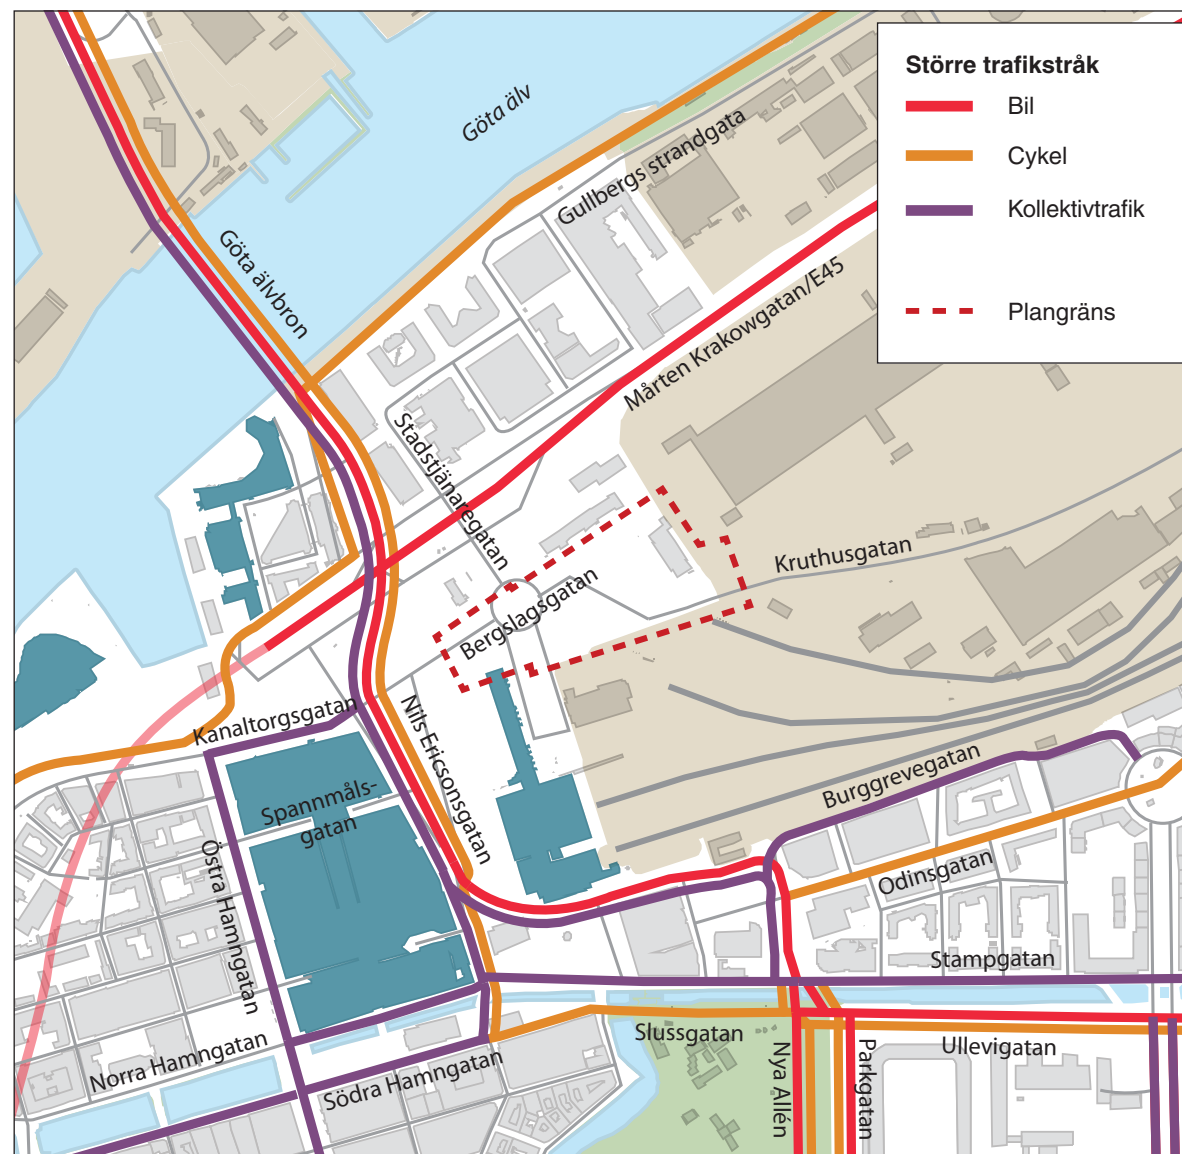 Större trafikstråk
Bil
Cykel
Kollektivtrafik
Plangräns
Göta älv
Gullbergs strandgata
Göta älvbron
Mårten Krakowgatan/E45
Stadstjänaregatan
Kruthusgatan
Bergslagsgatan
Kanaltorgsgatan
Nils Ericsonsgatan
Spannmåls-
gatan
Burggrevegatan
Östra Hamngatan
Odinsgatan
Stampgatan
Slussgatan
Ullevigatan
Norra Hamngatan
Södra Hamngatan
Nya Allén
Parkgatan